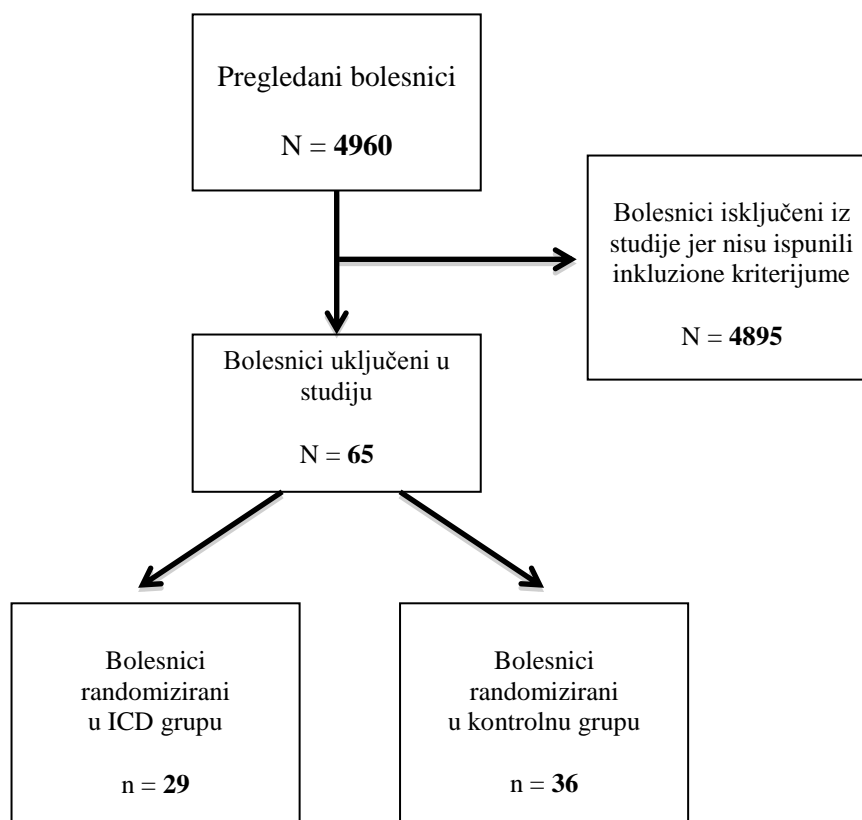 Pregledani bolesnici
N = 4960
Bolesnici isključeni iz
studije jer nisu ispunili
inkluzione kriterijume
N = 4895
Bolesnici uključeni u
studiju
N = 65
Bolesnici
randomizirani
u ICD grupu
n = 29
Bolesnici
randomizirani
u kontrolnu grupu
n = 36